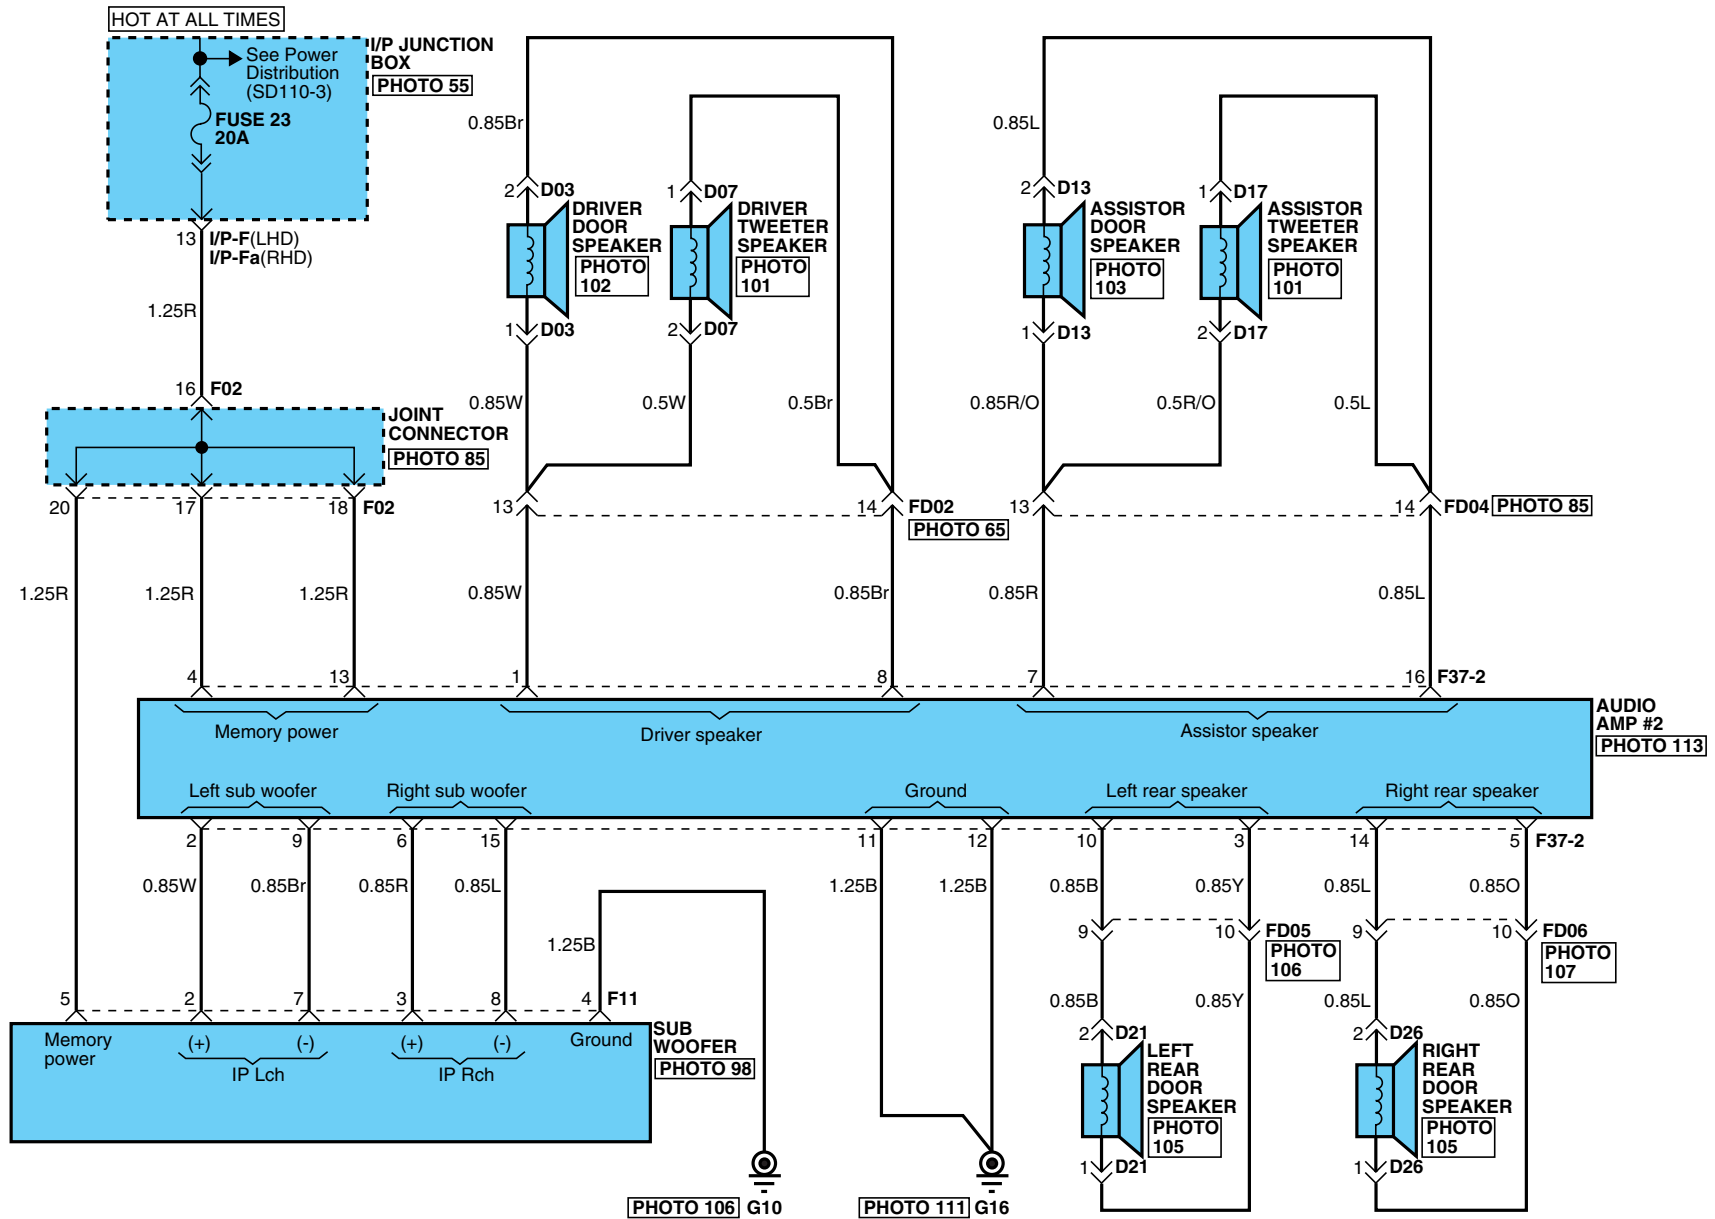 HOT AT ALL TIMES
See Power
Distribution
(SD110-3)
FUSE 23
20A
I/P JUNCTION
BOX
PHOTO 55
13
I/P-F(LHD)
I/P-Fa(RHD)
1.25R
16 F02
JOINT
CONNECTOR
PHOTO 85
20
17
18 F02
1.25R
1.25R
1.25R
4
13
0.85Br
2 D03
DRIVER
DOOR
SPEAKER
PHOTO
102
1 D03
1 D07
DRIVER
TWEETER
SPEAKER
PHOTO
101
2 D07
0.85W
0.5W
0.5Br
13
14 FD02
PHOTO 65
0.85W
0.85Br
1
8
0.85L
2 D13
ASSISTOR
DOOR
SPEAKER
PHOTO
103
1 D13
1 D17
ASSISTOR
TWEETER
SPEAKER
PHOTO
101
2 D17
0.85R/O
0.5R/O
0.5L
13
14 FD04 PHOTO 85
0.85R
0.85L
7
16 F37-2
Memory power
Driver speaker
Assistor speaker
AUDIO
AMP #2
PHOTO 113
Left sub woofer
Right sub woofer
Ground
Left rear speaker
Right rear speaker
2
9
6
15
11
12
10
3
14
5 F37-2
0.85W
0.85Br
0.85R
0.85L
1.25B
1.25B
0.85B
0.85Y
0.85L
0.85O
1.25B
9
10 FD05
PHOTO
106
9
10 FD06
PHOTO
107
0.85B
0.85Y
0.85L
0.85O
5
2
7
3
8
4 F11
Memory
power
(+)
(-)
IP Lch
(+)
(-)
IP Rch
Ground
SUB
WOOFER
PHOTO 98
2 D21
LEFT
REAR
DOOR
SPEAKER
PHOTO
105
1 D21
2 D26
RIGHT
REAR
DOOR
SPEAKER
PHOTO
105
1 D26
PHOTO 106 G10
PHOTO 111 G16